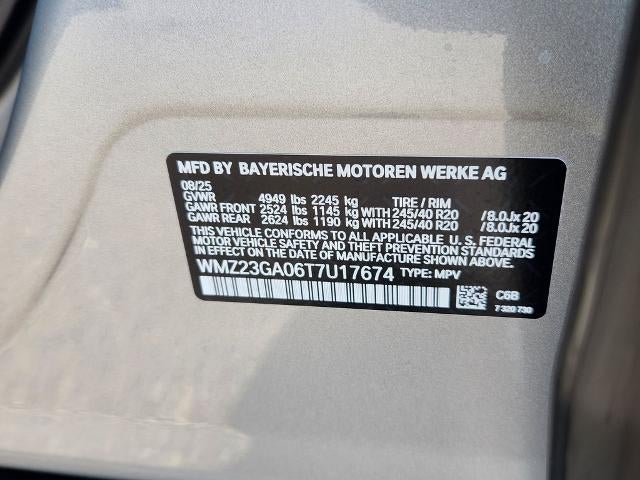 MFD BY BAYERISCHE MOTOREN WERKE AG
08/25
GVWR 4949 lbs 2245 kg TIRE / RIM
GAWR FRONT 2524 lbs 1145 kg WITH 245/40 R20 /8.0Jx20
GAWR REAR 2624 lbs 1190 kg WITH 245/40 R20 /8.0Jx20
THIS VEHICLE CONFORMS TO ALL APPLICABLE U. S. FEDERAL
MOTOR VEHICLE SAFETY AND THEFT PREVENTION STANDARDS
IN EFFECT ON THE DATE OF MANUFACTURE SHOWN ABOVE.
WMZ23GA06T7U17674 TYPE: MPV
C6B
7 320 730